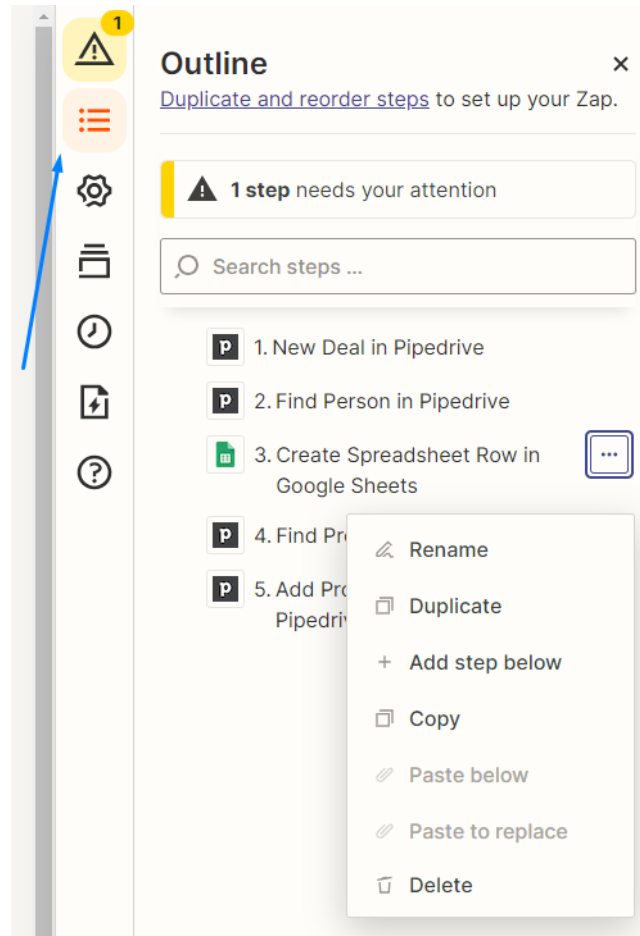 1
Outline
Duplicate and reorder steps to set up your Zap.
1 step needs your attention
Search steps ...
1. New Deal in Pipedrive
2. Find Person in Pipedrive
3. Create Spreadsheet Row in
Google Sheets
4. Find Pr
5. Add Pro
Pipedriv
Rename
Duplicate
Add step below
Copy
Paste below
Paste to replace
Delete